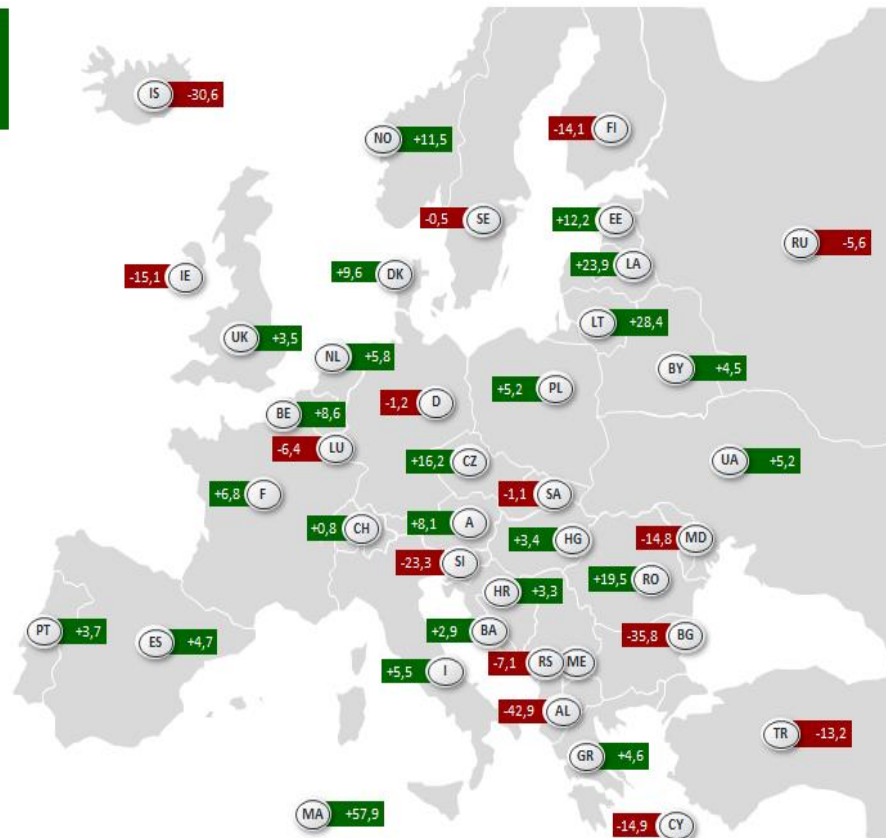 IS -30,6
NO +11,5
-14,1 FI
-0,5 SE
+12,2 EE
RU -5,6
+23,9 LA
-15,1 IE
+9,6 DK
LT +28,4
UK +3,5
NL +5,8
BY +4,5
+5,2 PL
-1,2 D
BE +8,6
-6,4 LU
+16,2 CZ
UA +5,2
+6,8 F
-1,1 SA
+0,8 CH
+8,1 A
+3,4 HG
-14,8 MD
-23,3 SI
+19,5 RO
HR +3,3
PT +3,7
ES +4,7
+2,9 BA
-35,8 BG
+5,5 I
-7,1 RS ME
-42,9 AL
TR -13,2
GR +4,6
MA +57,9
-14,9 CY